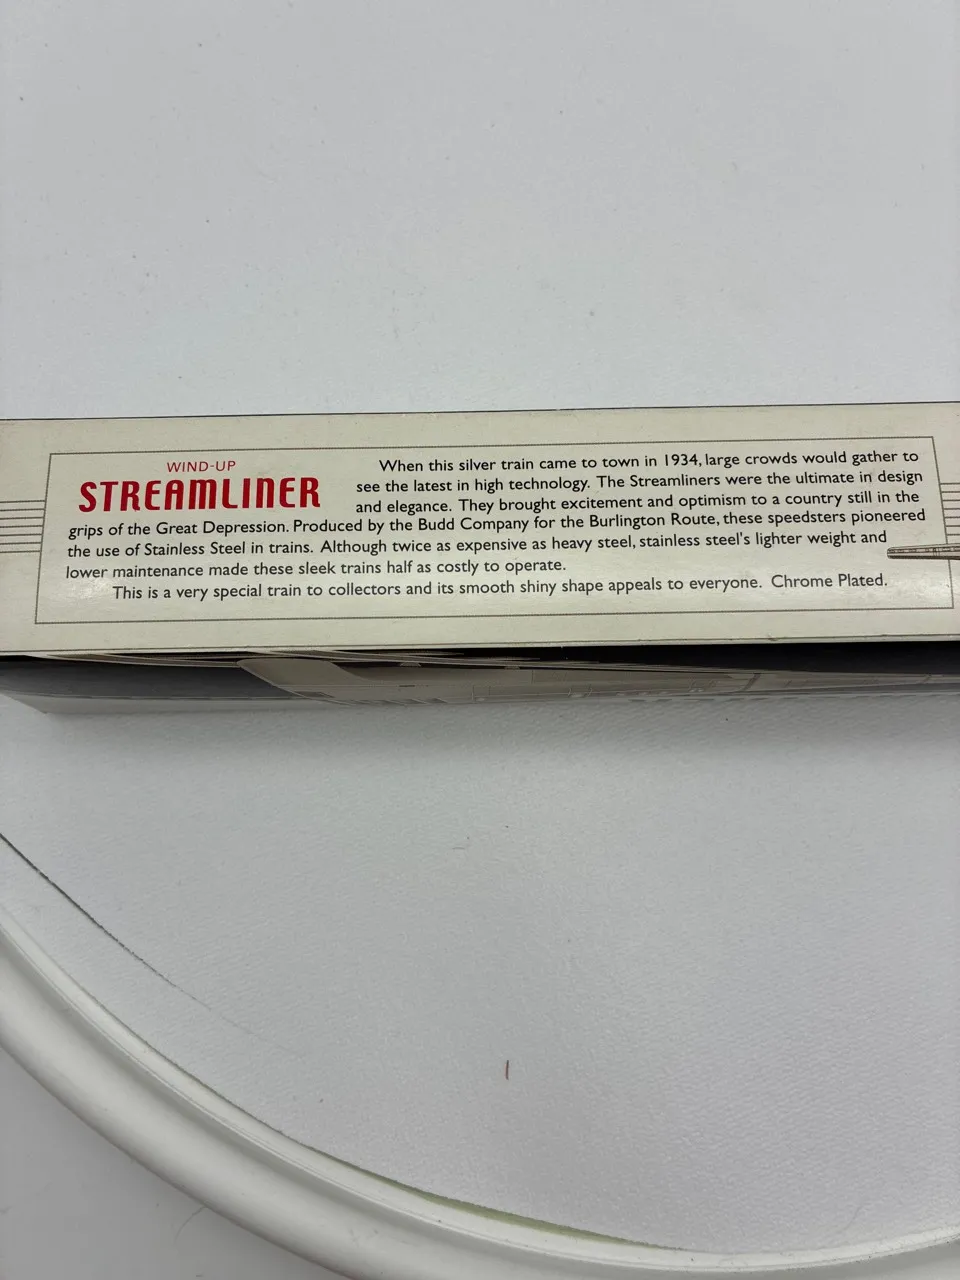 WIND-UP
STREAMLINER
When this silver train came to town in 1934, large crowds would gather to
see the latest in high technology. The Streamliners were the ultimate in design
and elegance. They brought excitement and optimism to a country still in the
grips of the Great Depression. Produced by the Budd Company for the Burlington Route, these speedsters pioneered
the use of Stainless Steel in trains. Although twice as expensive as heavy steel, stainless steel's lighter weight and
lower maintenance made these sleek trains half as costly to operate.
This is a very special train to collectors and its smooth shiny shape appeals to everyone. Chrome Plated.